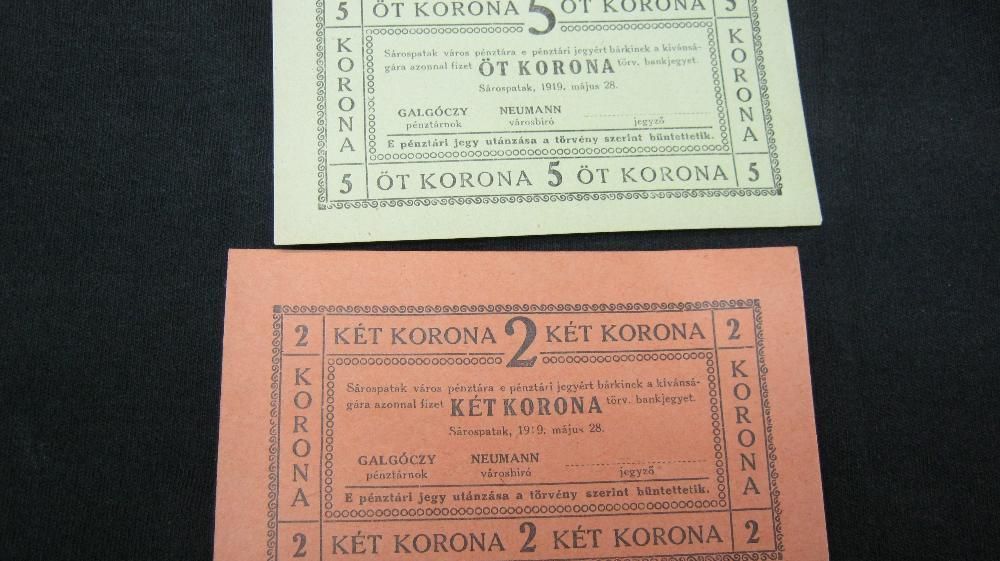 5 ÖT KORONA 5 ÖT KORONA 5
KORONA
Sárospatak város pénztára e pénztári jegyért bárkinek a kivánsá-
gára azonnal fizet ÖT KORONA törv. bankjegyet.
Sárospatak, 1919. május 28.
GALGÓCZY NEUMANN
pénztárnok városbiró jegyző
E pénztári jegy utánzása a törvény szerint büntettetik.
KORONA
5 ÖT KORONA 5 ÖT KORONA 5
2 KÉT KORONA 2 KÉT KORONA 2
KORONA
Sárospatak város pénztára e pénztári jegyért bárkinek a kivánsá-
gára azonnal fizet KÉT KORONA törv. bankjegyet.
Sárospatak, 1919. május 28.
GALGÓCZY NEUMANN
pénztárnok városbiró jegyző
E pénztári jegy utánzása a törvény szerint büntettetik.
KORONA
2 KÉT KORONA 2 KÉT KORONA 2